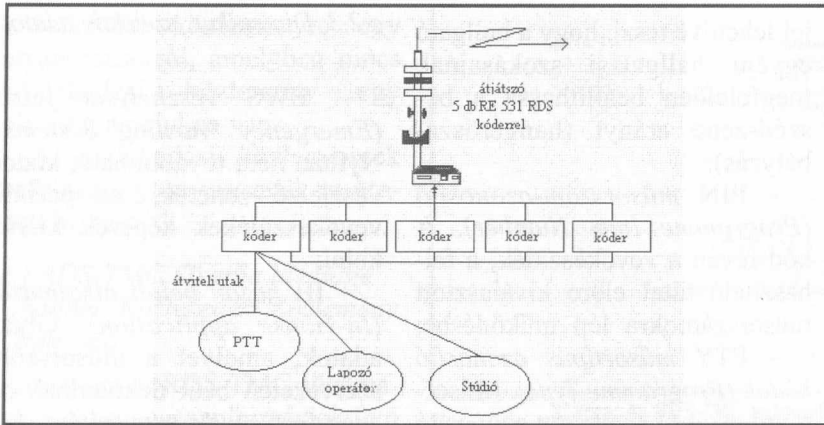 átjátszó
5 db RE 531 RDS
kóderrel
kóder
kóder
kóder
kóder
kóder
átviteli utak
PTT
Lapozó
operátor
Stúdió